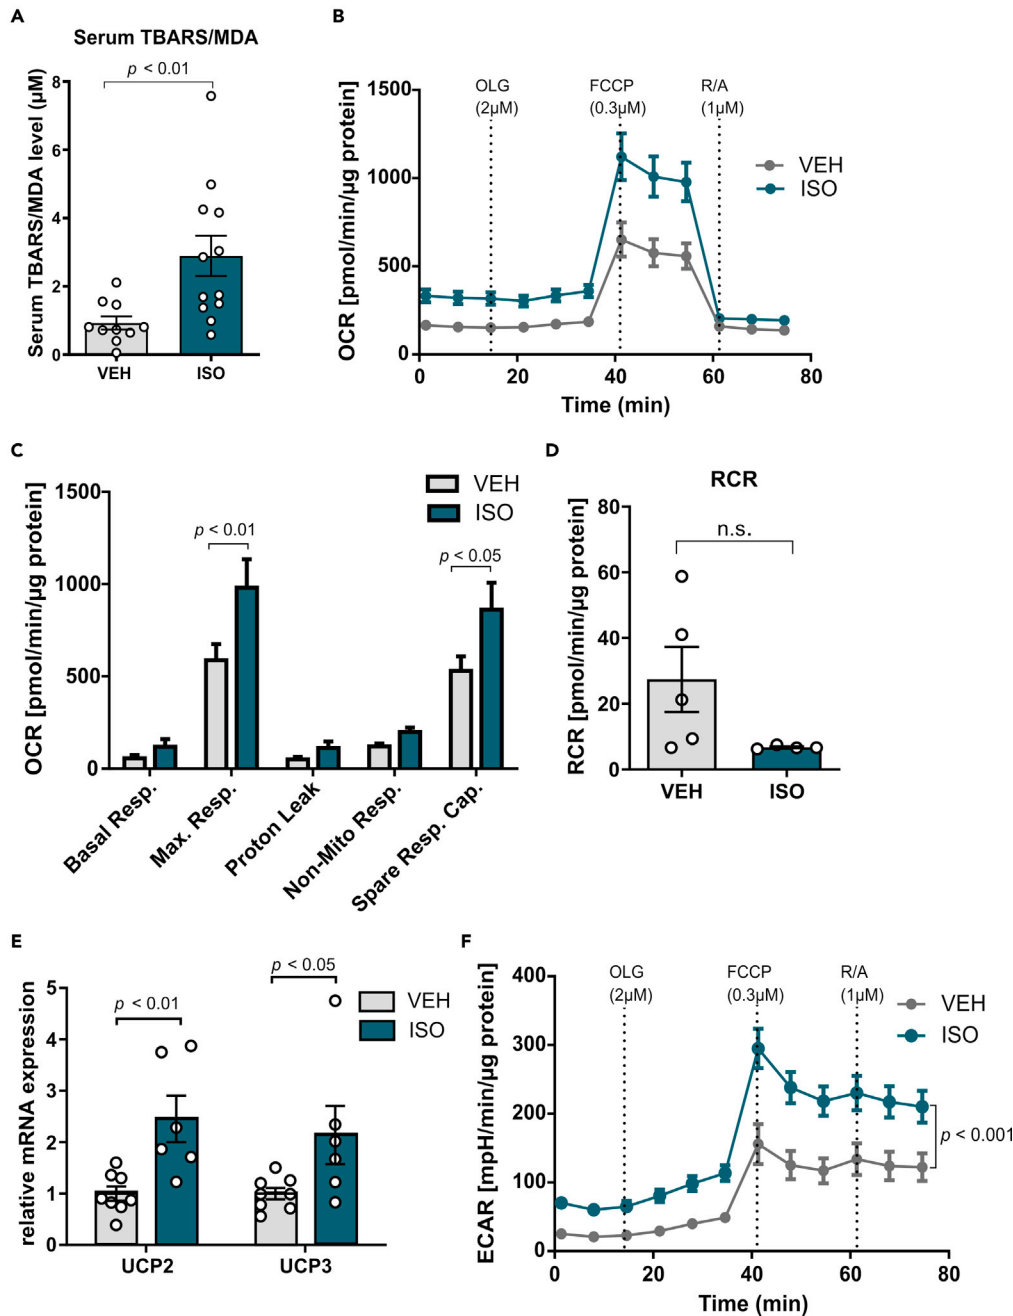 A
Serum TBARS/MDA
p < 0.01
Serum TBARS/MDA level (µM)
8
6
4
2
0
VEH
ISO
B
OCR [pmol/min/µg protein]
1500
1000
500
0
OLG
(2µM)
FCCP
(0.3µM)
R/A
(1µM)
VEH
ISO
0
20
40
60
80
Time (min)
C
VEH
ISO
OCR [pmol/min/µg protein]
1500
1000
500
0
p < 0.01
p < 0.05
Basal Resp.
Max. Resp.
Proton Leak
Non-Mito Resp.
Spare Resp. Cap.
D
RCR
n.s.
RCR [pmol/min/µg protein]
80
60
40
20
0
VEH
ISO
E
relative mRNA expression
5
4
3
2
1
0
p < 0.01
p < 0.05
VEH
ISO
UCP2
UCP3
F
ECAR [mpH/min/µg protein]
400
300
200
100
0
OLG
(2µM)
FCCP
(0.3µM)
R/A
(1µM)
VEH
ISO
p < 0.001
0
20
40
60
80
Time (min)